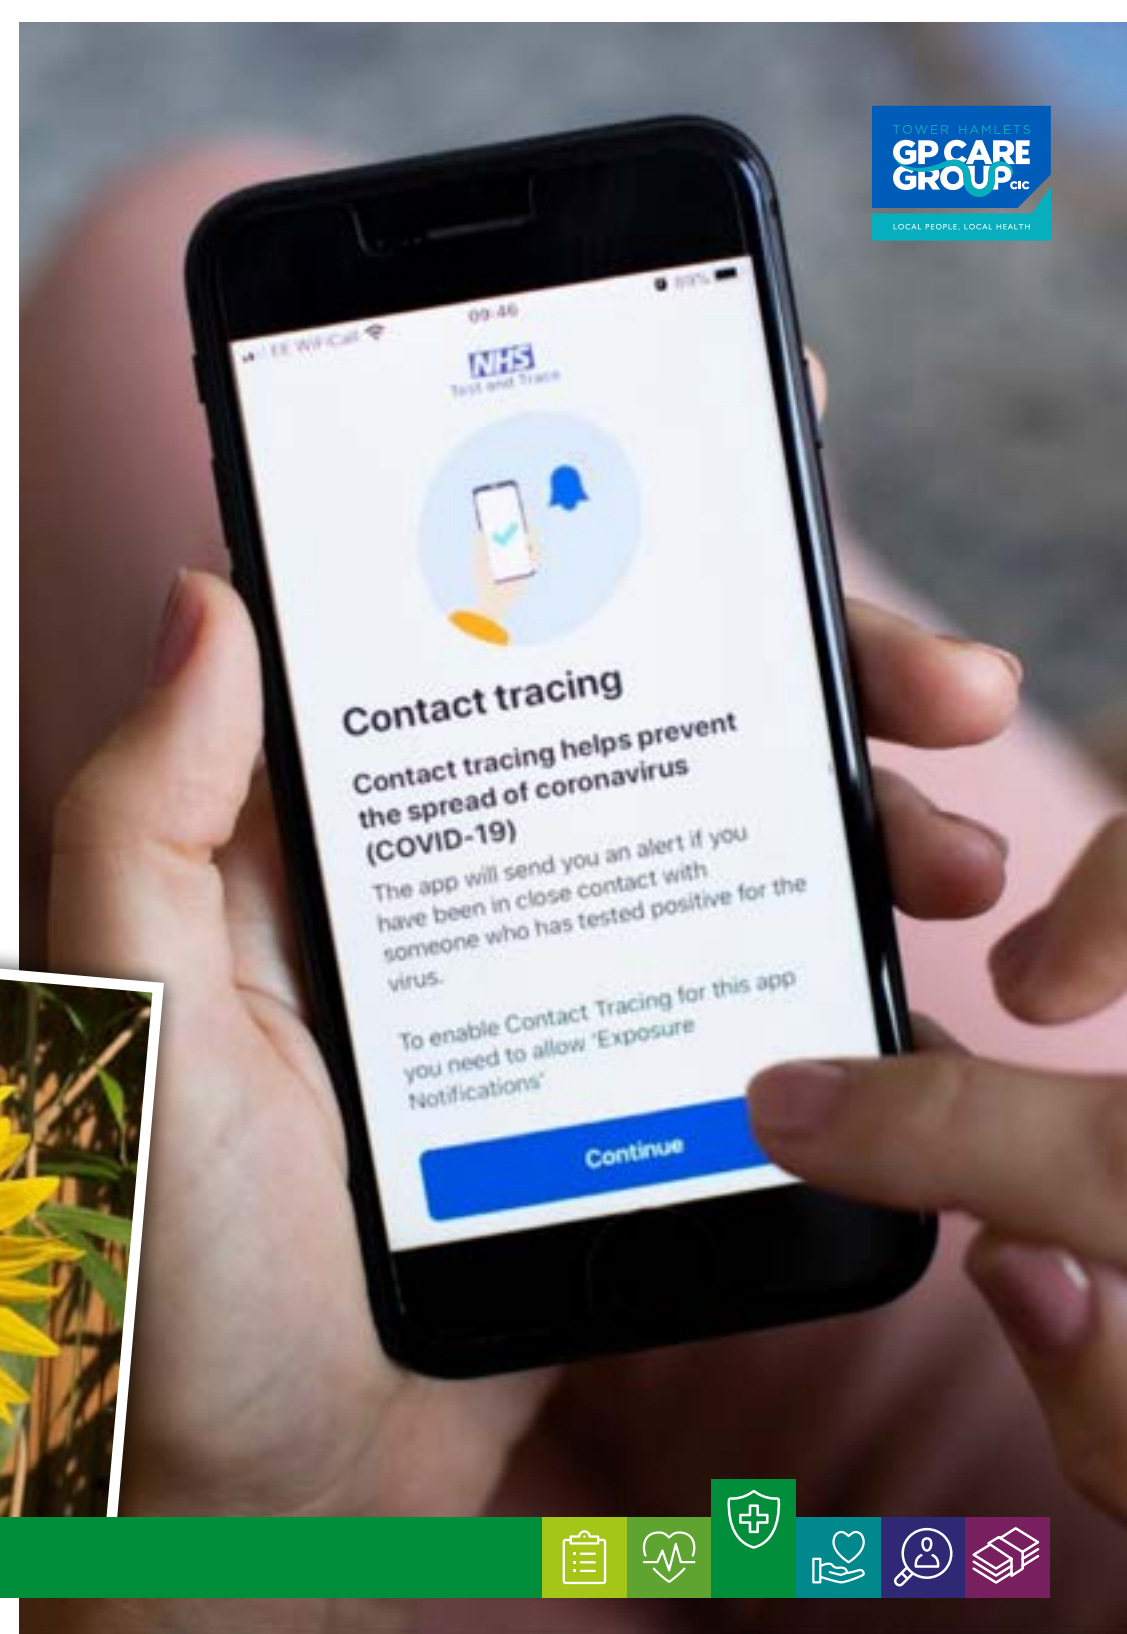 TOWER HAMLETS
GP CARE
GROUP CIC
LOCAL PEOPLE, LOCAL HEALTH
EE WiFiCall
09:46
89%
NHS
Test and Trace
Contact tracing
Contact tracing helps prevent
the spread of coronavirus
(COVID-19)
The app will send you an alert if you
have been in close contact with
someone who has tested positive for the
virus.
To enable Contact Tracing for this app
you need to allow 'Exposure
Notifications'
Continue